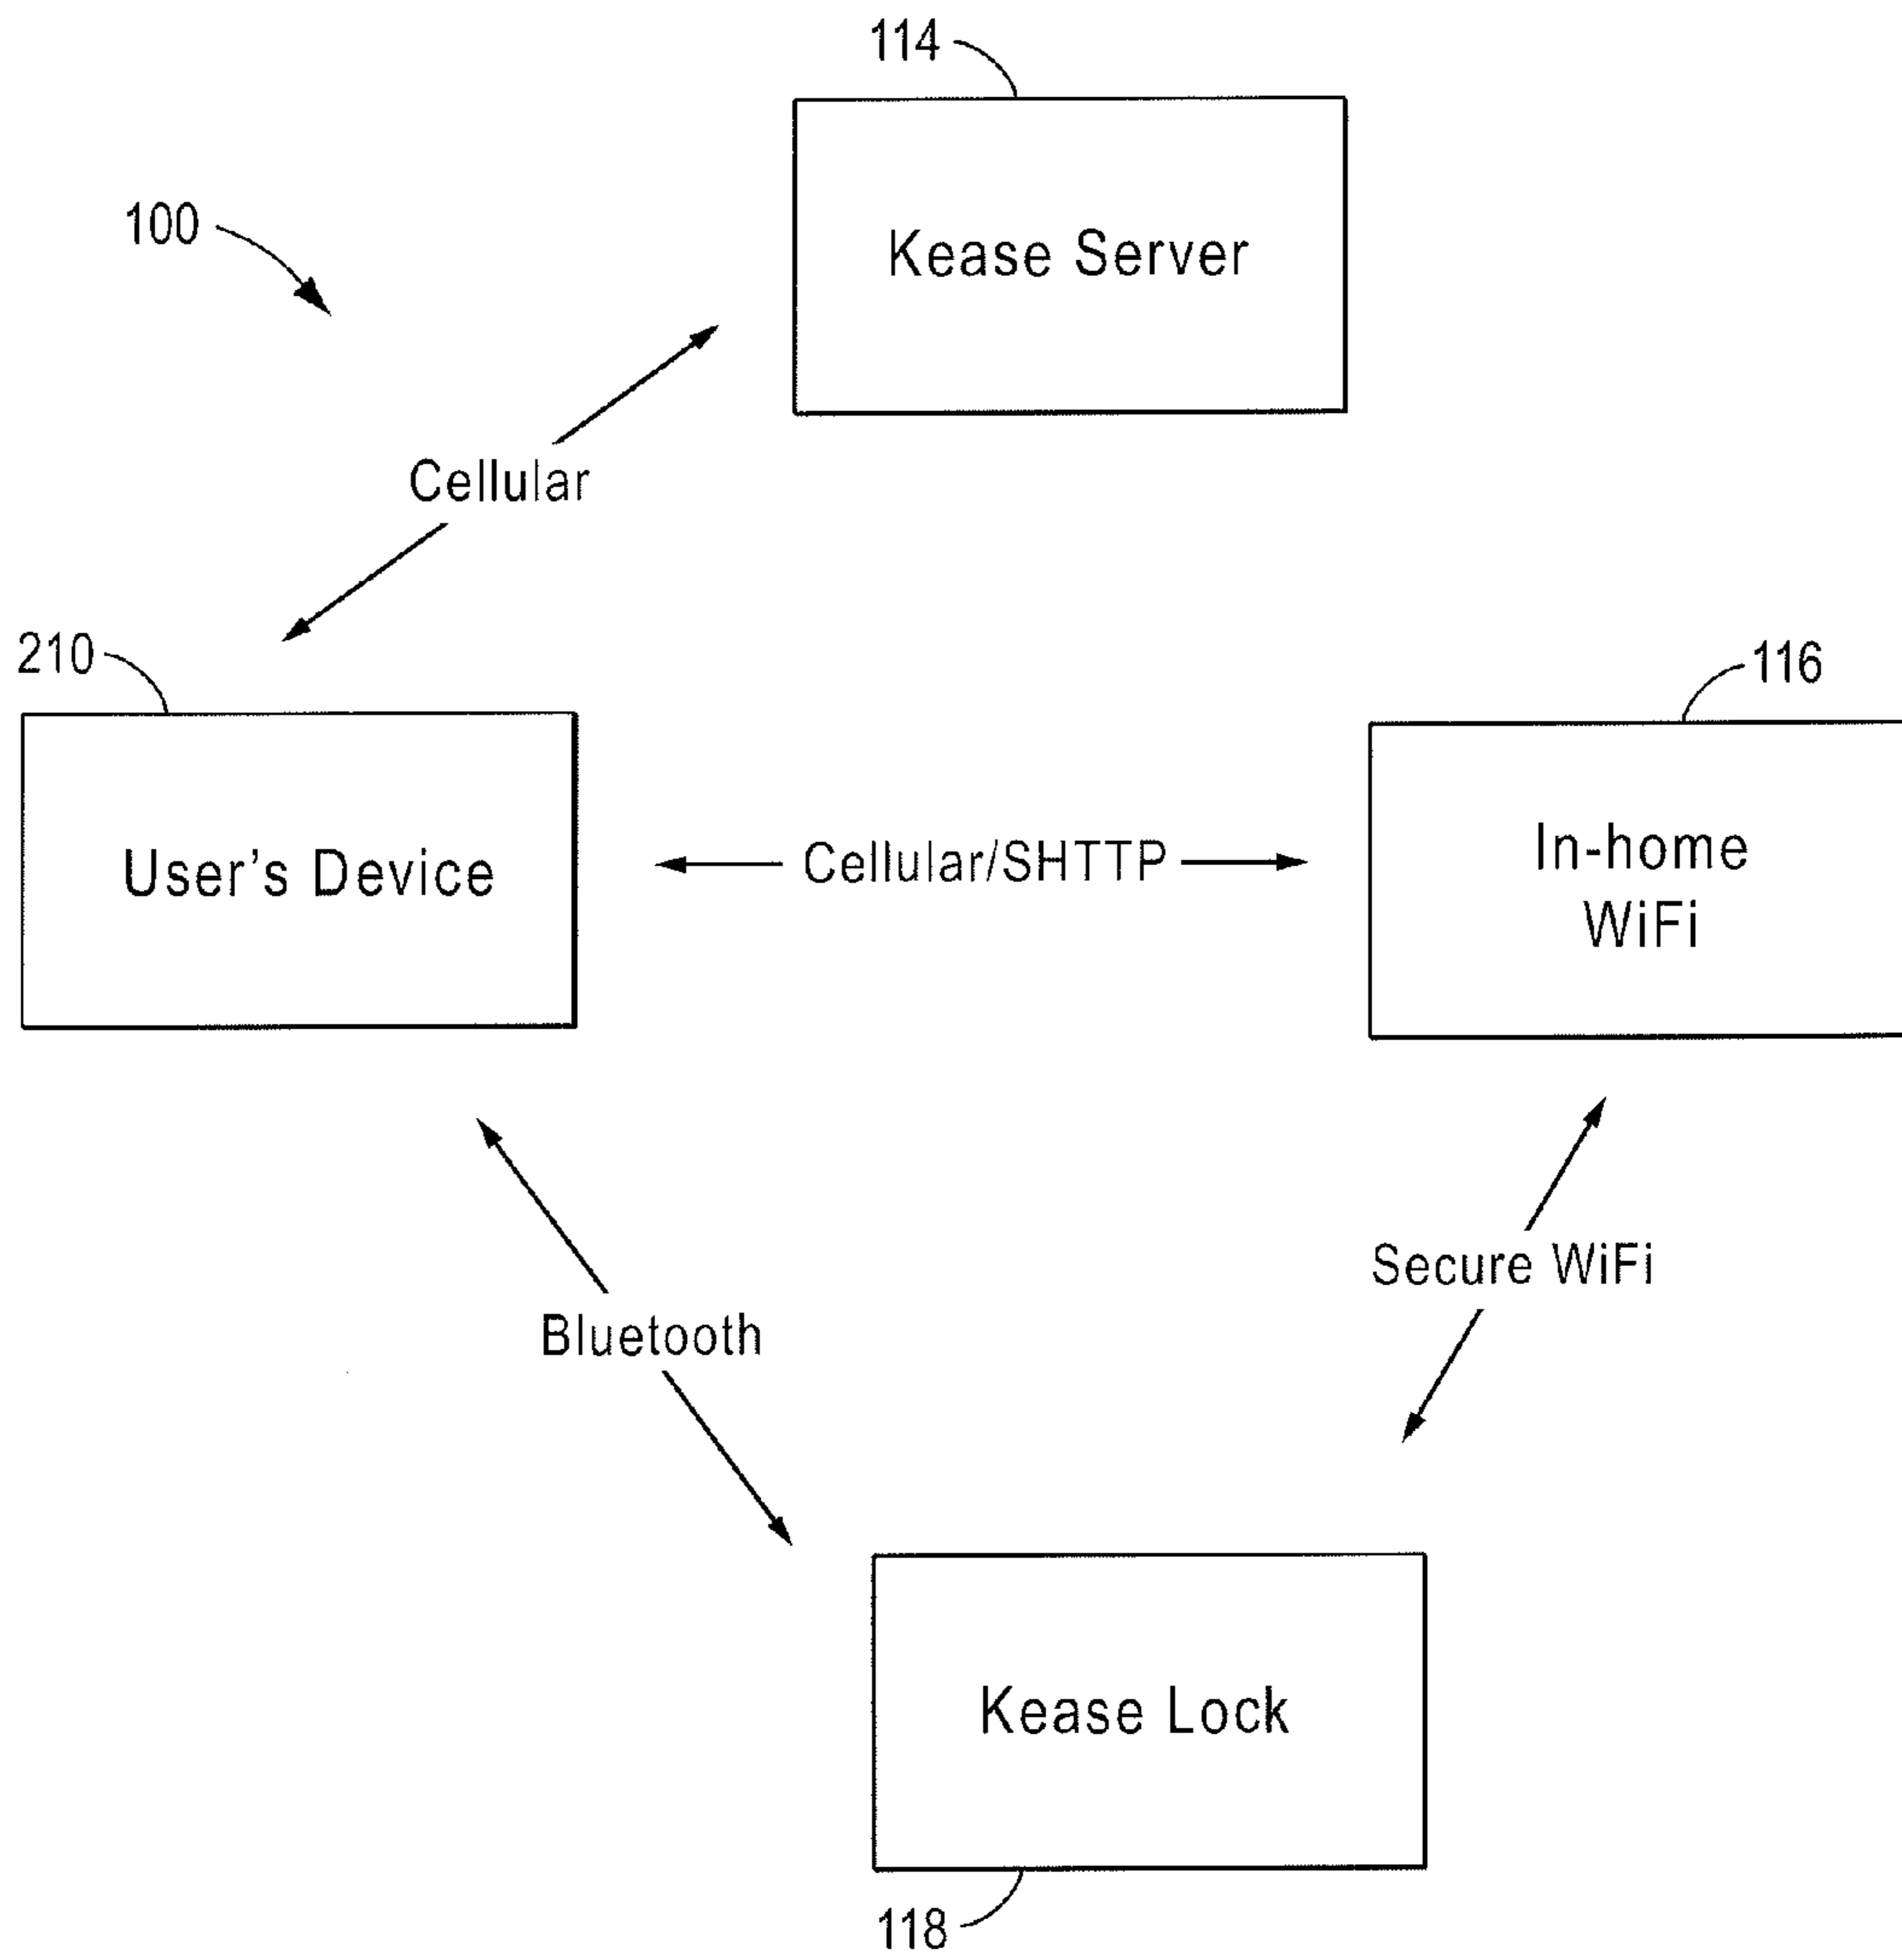 114
Kease Server
100
Cellular
210
116
User's Device
Cellular/SHTTP
In-home
WiFi
Secure WiFi
Bluetooth
Kease Lock
118